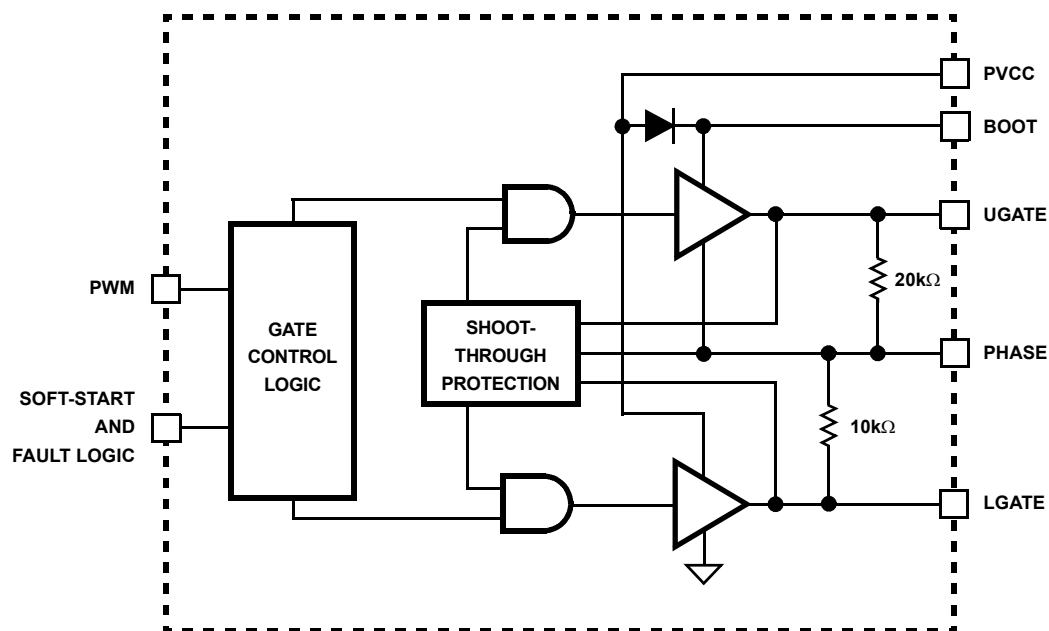 PVCC
BOOT
UGATE
20kΩ
PWM
GATE
CONTROL
LOGIC
SHOOT-
THROUGH
PROTECTION
PHASE
SOFT-START
AND
FAULT LOGIC
10kΩ
LGATE